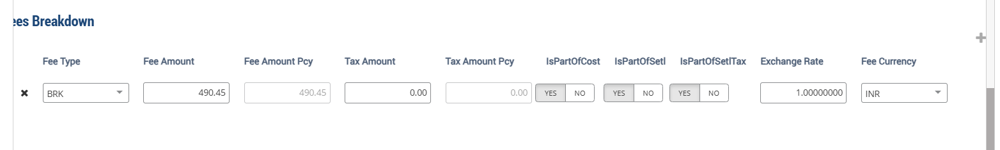 ees Breakdown
Fee Type Fee Amount Fee Amount Pcy Tax Amount Tax Amount Pcy IsPartOfCost IsPartOfSetl IsPartOfSetlTax Exchange Rate Fee Currency
BRK 490.45 490.45 0.00 0.00 YES NO YES NO YES NO 1.00000000 INR